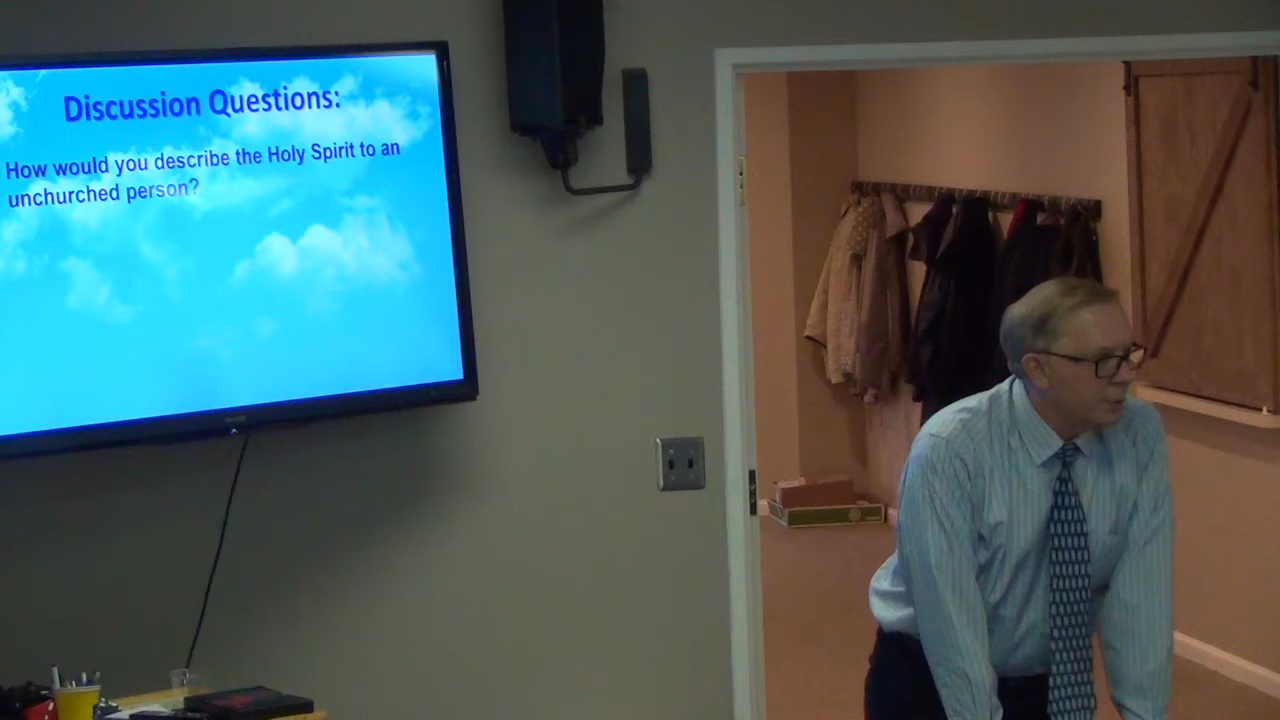 Discussion Questions:
How would you describe the Holy Spirit to an
unchurched person?